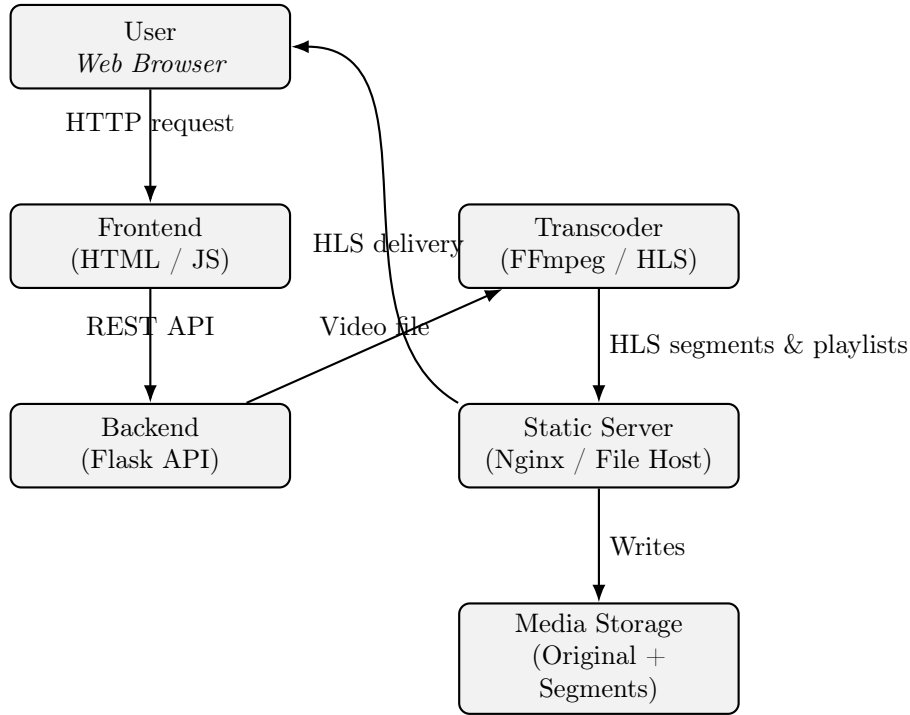 User
Web Browser
HTTP request
Frontend
(HTML / JS)
Transcoder
(FFmpeg / HLS)
HLS delivery
REST API
Video file
HLS segments & playlists
Backend
(Flask API)
Static Server
(Nginx / File Host)
Writes
Media Storage
(Original +
Segments)